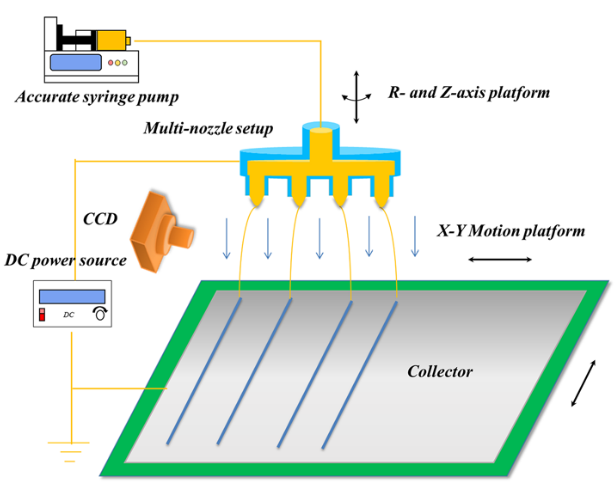 Accurate syringe pump
R- and Z-axis platform
Multi-nozzle setup
CCD
X-Y Motion platform
DC power source
DC
Collector